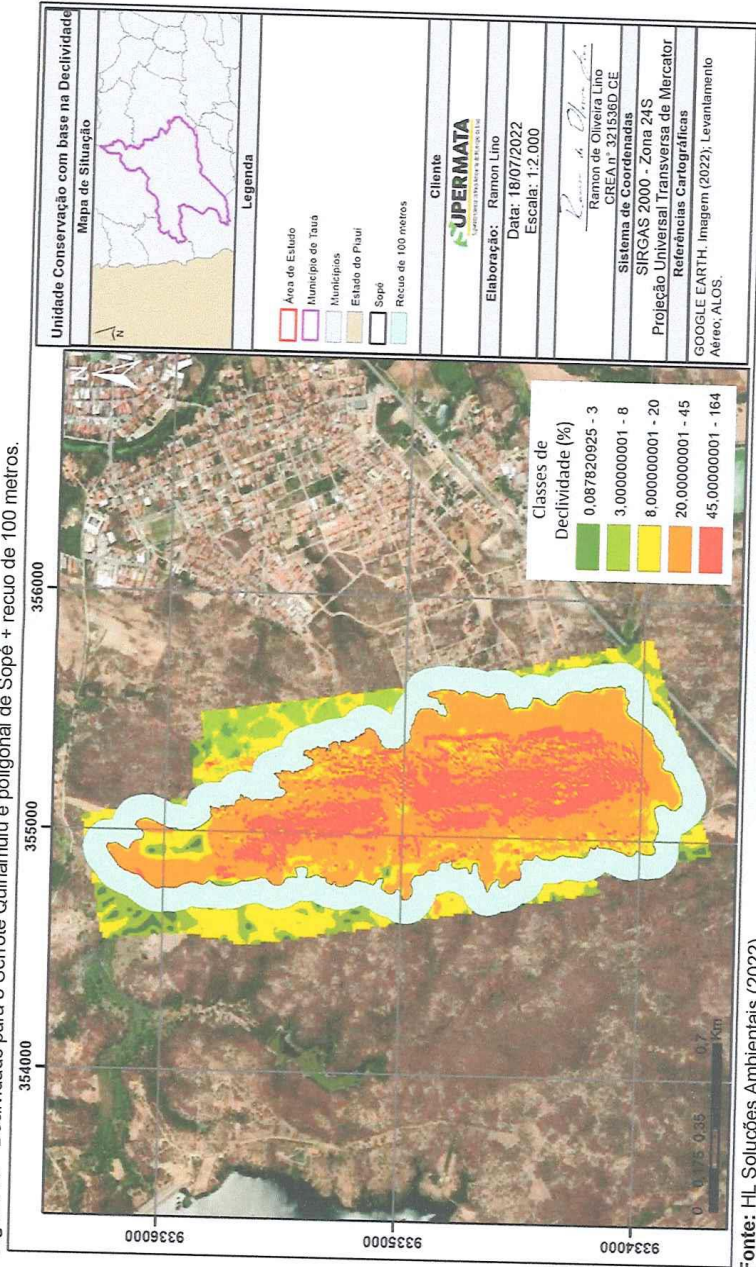 Declividade para o Serrote Quinamuiú e poligonal de Sopé + recuo de 100 metros.
354000
355000
356000
9336000
9335000
9334000
N
0 0,175 0,35 0,7
Km
Classes de
Declividade (%)
0,087820925 - 3
3,000000001 - 8
8,000000001 - 20
20,00000001 - 45
45,00000001 - 164
Unidade Conservação com base na Declividade
Mapa de Situação
N
Legenda
Área de Estudo
Município de Tauá
Municípios
Estado do Piauí
Sopé
Recuo de 100 metros
Cliente
SUPERMATA
Elaboração: Ramon Lino
Data: 18/07/2022
Escala: 1:2.000
Ramon de Oliveira Lino
CREA n° 321536D CE
Sistema de Coordenadas
SIRGAS 2000 - Zona 24S
Projeção Universal Transversa de Mercator
Referências Cartográficas
GOOGLE EARTH. Imagem (2022); Levantamento
Aéreo; ALOS.
Fonte: HL Soluções Ambientais (2022)